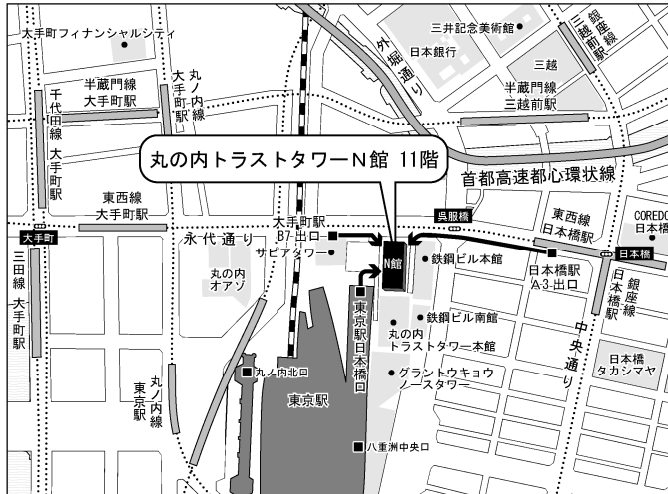 三井記念美術館
大手町フィナンシャルシティ
日本銀行
外堀通り
三越
銀座線
三越前駅
半蔵門線
大手町駅
丸ノ内線
大手町駅
千代田線 大手町駅
半蔵門線
三越前駅
丸の内トラストタワーN館 11階
首都高速都心環状線
東西線
大手町駅
呉服橋
東西線
日本橋駅
COREDO
日本橋
大手町
永代通り
大手町駅
B7出口
サピアタワー
N館
鉄鋼ビル本館
日本橋
日本橋駅
A3出口
丸の内
オアゾ
三田線 大手町駅
銀座線
日本橋駅
中央通り
東京駅日本橋口
鉄鋼ビル南館
丸の内
トラストタワー本館
日本橋
タカシマヤ
丸ノ内北口
グラントウキョウ
ノースタワー
丸ノ内線
東京駅
東京駅
八重洲中央口